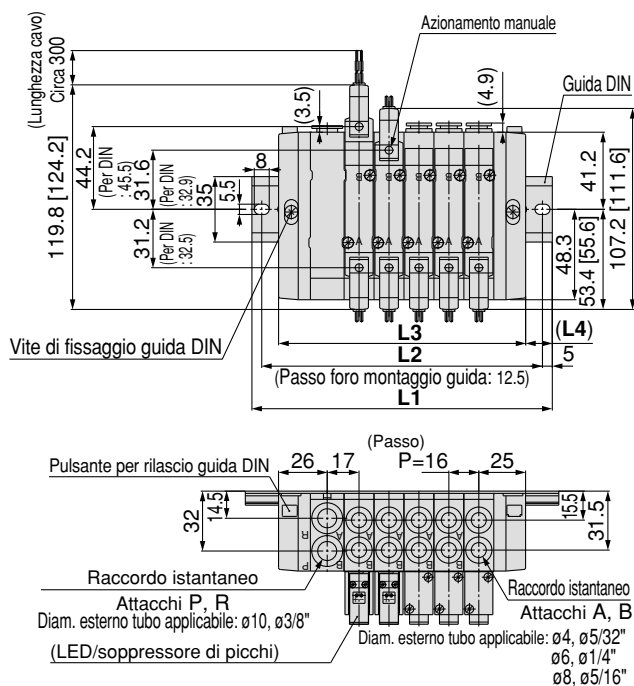 Azionamento manuale
(Lunghezza cavo)
Circa 300
(3.5)
(4.9)
Guida DIN
119.8 [124.2]
44.2
(Per DIN
: 45.5)
31.6
(Per DIN
: 32.9)
8
35
5.5
31.2
(Per DIN
: 32.5)
41.2
48.3
53.4 [55.6]
107.2 [111.6]
B
B
B
B
B
A
A
A
A
A
Vite di fissaggio guida DIN
L3
(L4)
L2
5
(Passo foro montaggio guida: 12.5)
L1
(Passo)
Pulsante per rilascio guida DIN
26
17
P=16
25
32
14.5
15.5
31.5
R
A
A
A
A
A
P
P
B
B
B
B
B
Raccordo istantaneo
Attacchi P, R
Diam. esterno tubo applicabile: ø10, ø3/8"
(LED/soppressore di picchi)
Raccordo istantaneo
Attacchi A, B
Diam. esterno tubo applicabile: ø4, ø5/32"
ø6, ø1/4"
ø8, ø5/16"